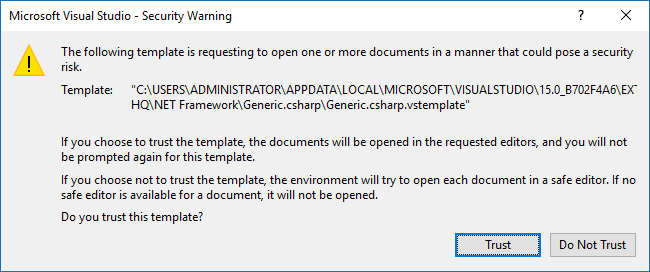 Microsoft Visual Studio - Security Warning
The following template is requesting to open one or more documents in a manner that could pose a security
risk.
Template: "C:\USERS\ADMINISTRATOR\APPDATA\LOCAL\MICROSOFT\VISUALSTUDIO\15.0_B702F4A6\EXT
HQ\NET Framework\Generic.csharp\Generic.csharp.vstemplate"
If you choose to trust the template, the documents will be opened in the requested editors, and you will not
be prompted again for this template.
If you choose not to trust the template, the environment will try to open each document in a safe editor. If no
safe editor is available for a document, it will not be opened.
Do you trust this template?
Trust Do Not Trust